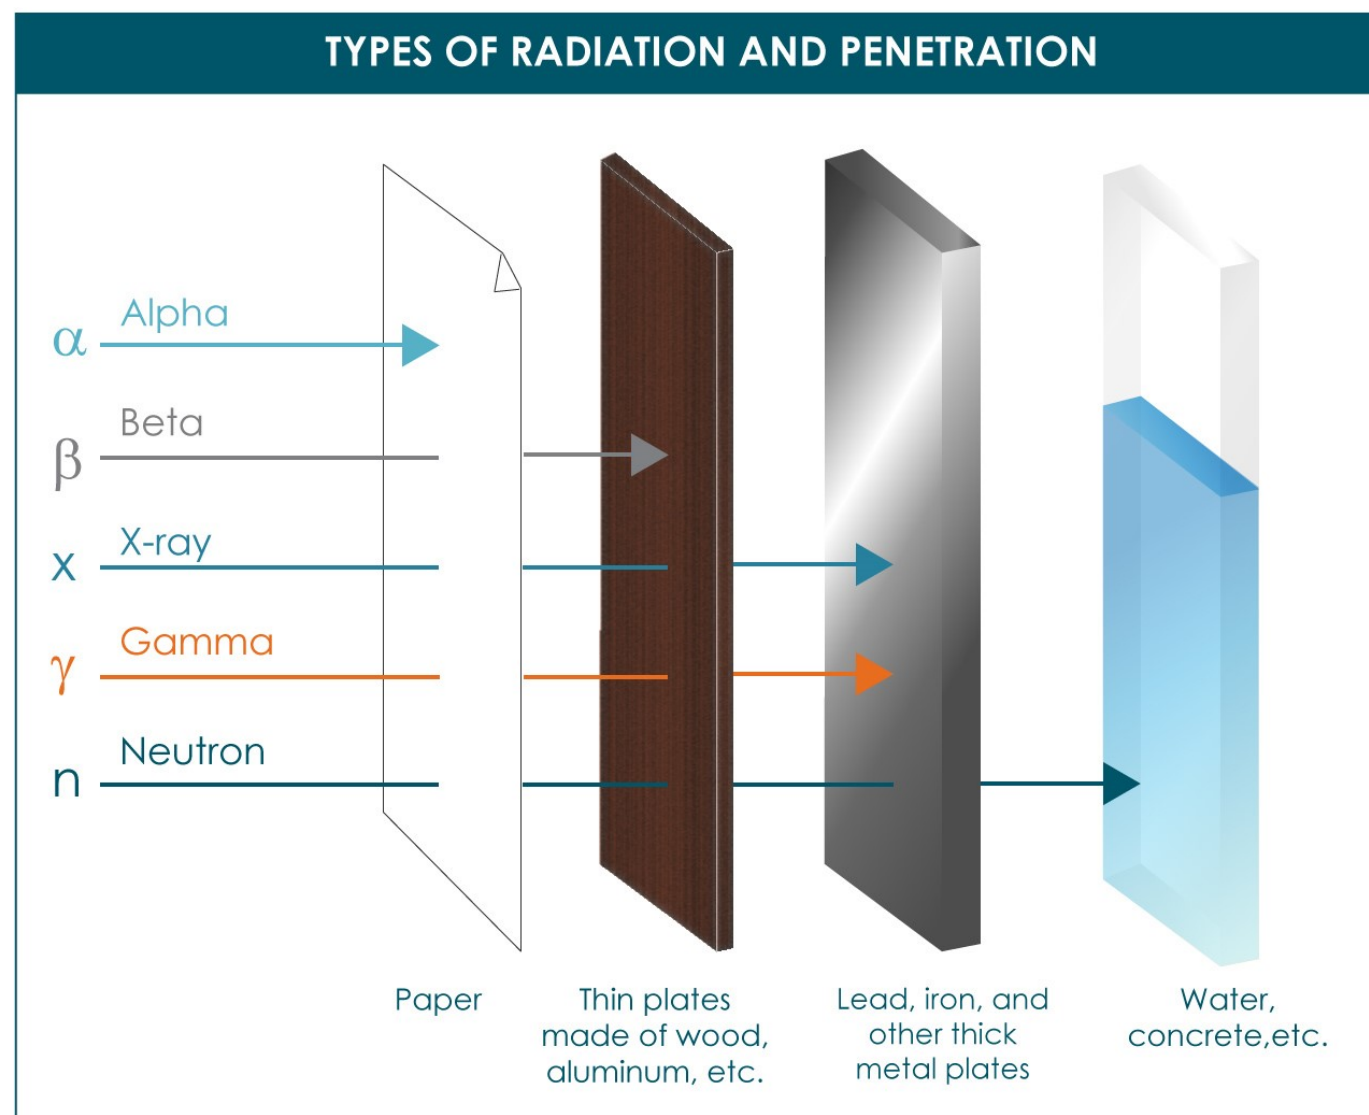 TYPES OF RADIATION AND PENETRATION
α Alpha
β Beta
x X-ray
γ Gamma
n Neutron
Paper
Thin plates
made of wood,
aluminum, etc.
Lead, iron, and
other thick
metal plates
Water,
concrete,etc.